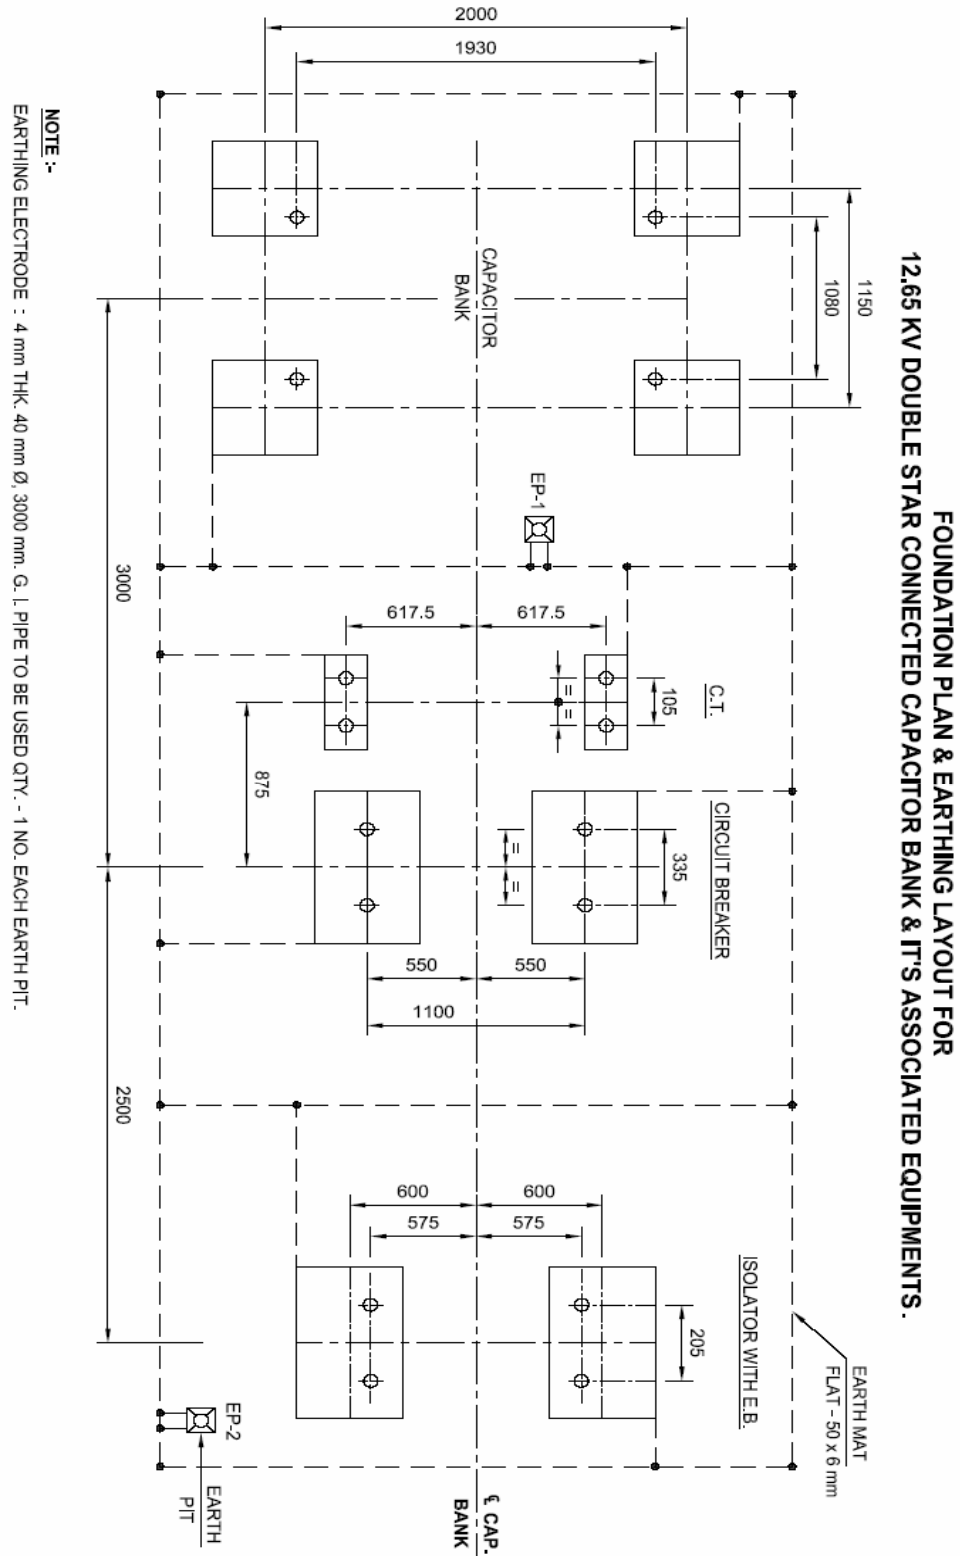 FOUNDATION PLAN & EARTHING LAYOUT FOR
12.65 KV DOUBLE STAR CONNECTED CAPACITOR BANK & IT'S ASSOCIATED EQUIPMENTS.
2000
1930
1150
1080
CAPACITOR
BANK
EP-1
3000
617.5
617.5
C.T.
105
=
=
875
CIRCUIT BREAKER
335
=
=
550
550
1100
2500
600
600
575
575
ISOLATOR WITH E.B.
205
EARTH MAT
FLAT - 50 x 6 mm
EP-2
EARTH
PIT
℄ CAP.
BANK
NOTE :-
EARTHING ELECTRODE : 4 mm THK. 40 mm Ø, 3000 mm. G. I. PIPE TO BE USED QTY. - 1 NO. EACH EARTH PIT.